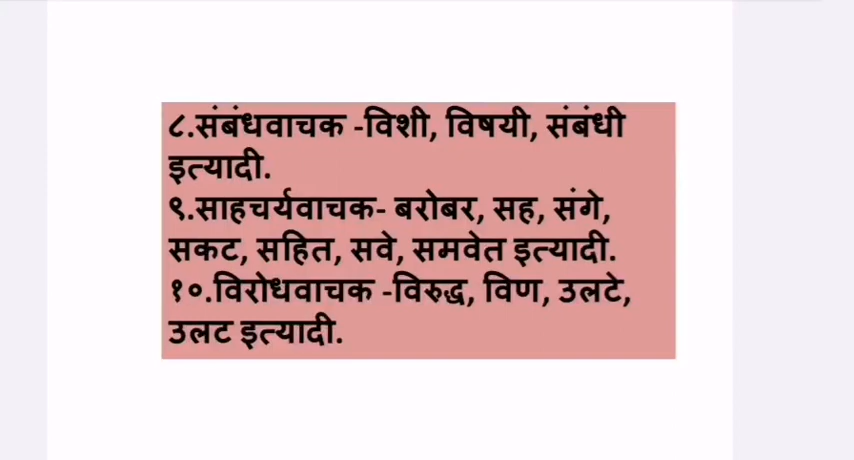 ८.संबंधवाचक -विशी, विषयी, संबंधी
इत्यादी.
९.साहचर्यवाचक- बरोबर, सह, संगे,
सकट, सहित, सवे, समवेत इत्यादी.
१०.विरोधवाचक -विरुद्ध, विण, उलटे,
उलट इत्यादी.